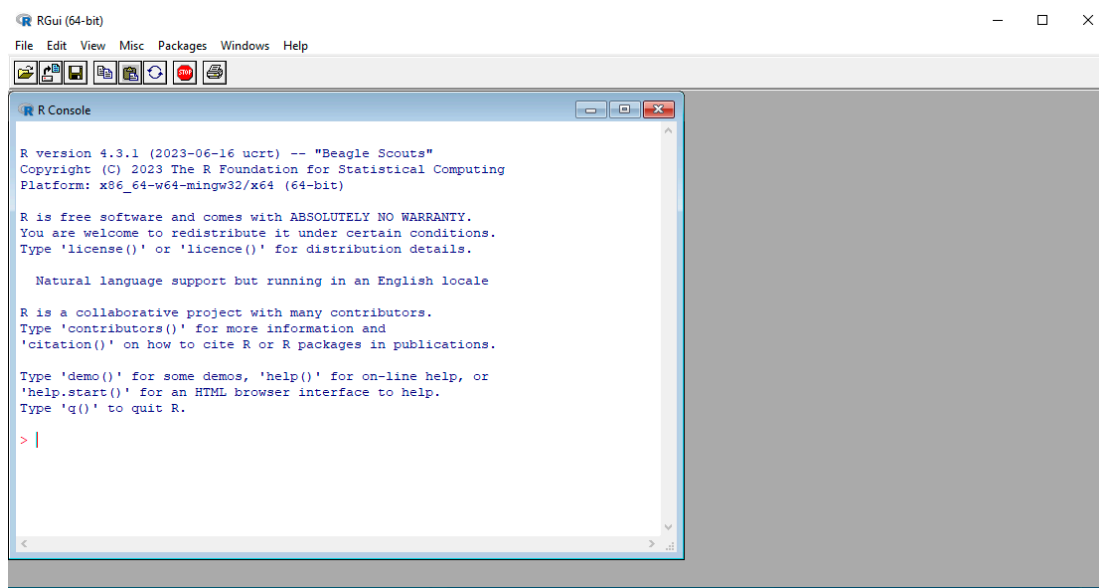 RGui (64-bit)
File Edit View Misc Packages Windows Help
STOP
R Console
R version 4.3.1 (2023-06-16 ucrt) -- "Beagle Scouts"
Copyright (C) 2023 The R Foundation for Statistical Computing
Platform: x86_64-w64-mingw32/x64 (64-bit)
R is free software and comes with ABSOLUTELY NO WARRANTY.
You are welcome to redistribute it under certain conditions.
Type 'license()' or 'licence()' for distribution details.
Natural language support but running in an English locale
R is a collaborative project with many contributors.
Type 'contributors()' for more information and
'citation()' on how to cite R or R packages in publications.
Type 'demo()' for some demos, 'help()' for on-line help, or
'help.start()' for an HTML browser interface to help.
Type 'q()' to quit R.
>